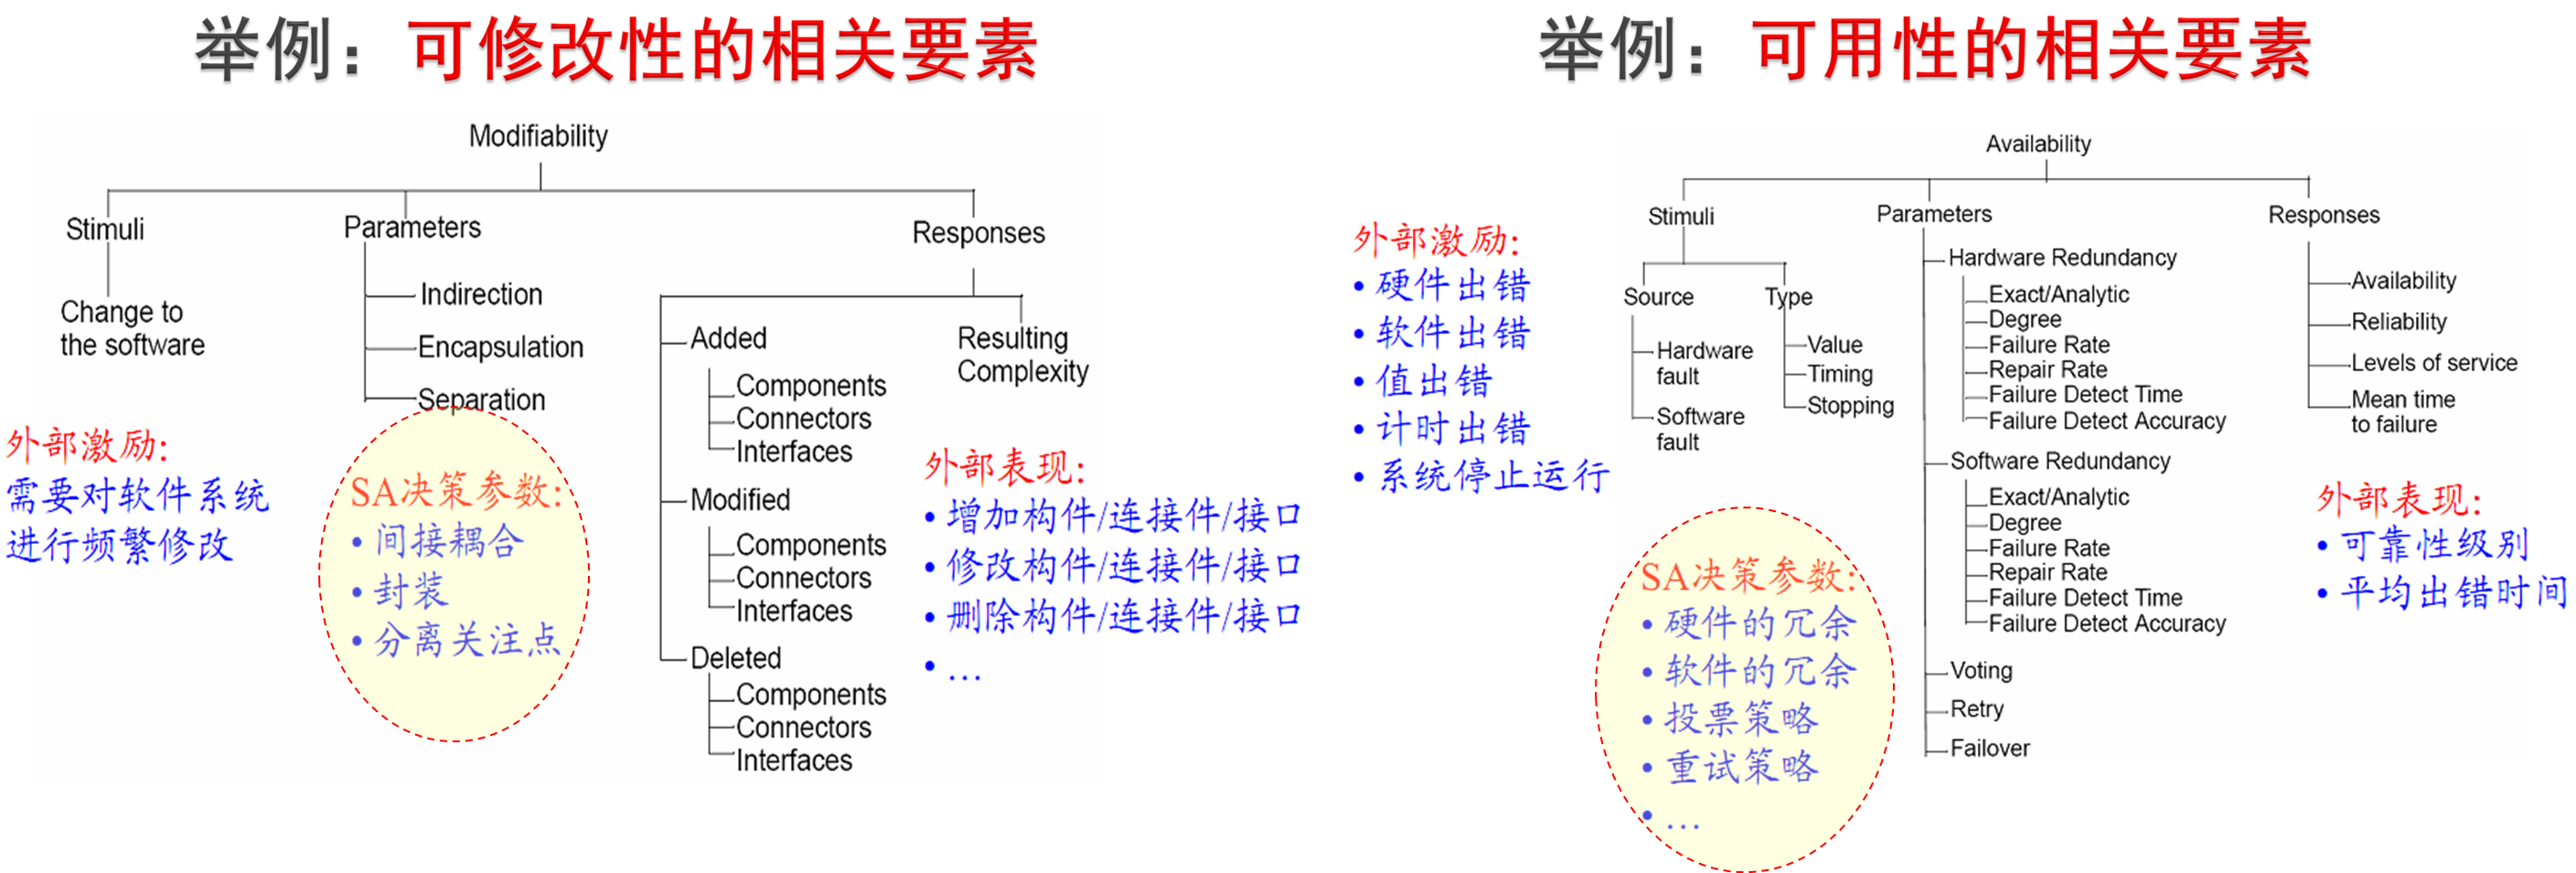 举例：可修改性的相关要素
Modifiability
Stimuli
Change to
the software
外部激励:
需要对软件系统
进行频繁修改
Parameters
Indirection
Encapsulation
Separation
SA决策参数:
• 间接耦合
• 封装
• 分离关注点
Responses
Added
Components
Connectors
Interfaces
Modified
Components
Connectors
Interfaces
Deleted
Components
Connectors
Interfaces
Resulting
Complexity
外部表现:
• 增加构件/连接件/接口
• 修改构件/连接件/接口
• 删除构件/连接件/接口
• …
举例：可用性的相关要素
Availability
外部激励:
• 硬件出错
• 软件出错
• 值出错
• 计时出错
• 系统停止运行
Stimuli
Source
Hardware
fault
Software
fault
Type
Value
Timing
Stopping
SA决策参数:
• 硬件的冗余
• 软件的冗余
• 投票策略
• 重试策略
• …
Parameters
Hardware Redundancy
Exact/Analytic
Degree
Failure Rate
Repair Rate
Failure Detect Time
Failure Detect Accuracy
Software Redundancy
Exact/Analytic
Degree
Failure Rate
Repair Rate
Failure Detect Time
Failure Detect Accuracy
Voting
Retry
Failover
Responses
Availability
Reliability
Levels of service
Mean time
to failure
外部表现:
• 可靠性级别
• 平均出错时间